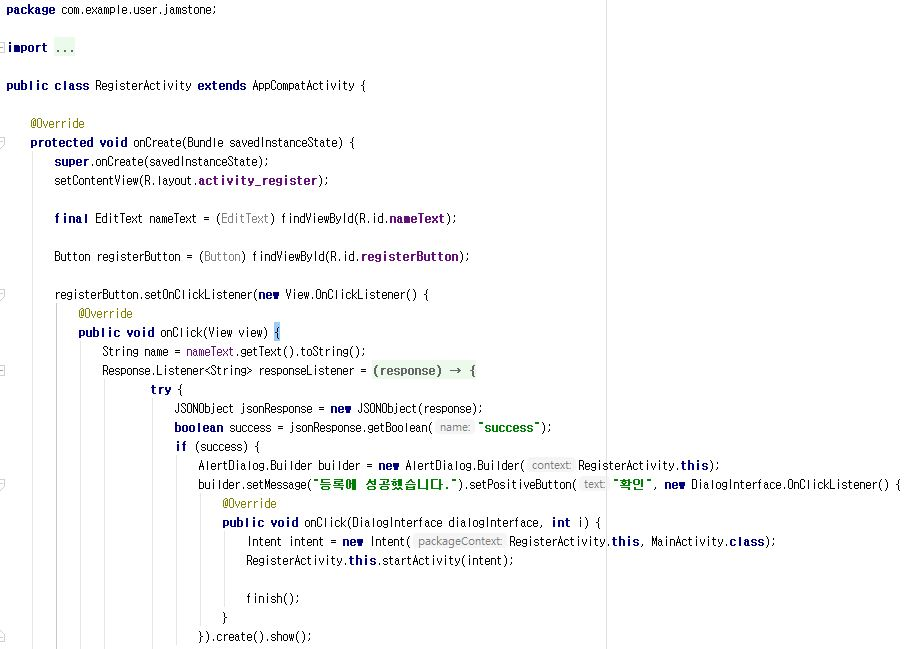 package com.example.user.jamstone;
import ...
public class RegisterActivity extends AppCompatActivity {
@Override
protected void onCreate(Bundle savedInstanceState) {
super.onCreate(savedInstanceState);
setContentView(R.layout.activity_register);
final EditText nameText = (EditText) findViewById(R.id.nameText);
Button registerButton = (Button) findViewById(R.id.registerButton);
registerButton.setOnClickListener(new View.OnClickListener() {
@Override
public void onClick(View view) {
String name = nameText.getText().toString();
Response.Listener<String> responseListener = (response) → {
try {
JSONObject jsonResponse = new JSONObject(response);
boolean success = jsonResponse.getBoolean( name: "success");
if (success) {
AlertDialog.Builder builder = new AlertDialog.Builder( context: RegisterActivity.this);
builder.setMessage("등록에 성공했습니다.").setPositiveButton( text: "확인", new DialogInterface.OnClickListener() {
@Override
public void onClick(DialogInterface dialogInterface, int i) {
Intent intent = new Intent( packageContext: RegisterActivity.this, MainActivity.class);
RegisterActivity.this.startActivity(intent);
finish();
}
}).create().show();